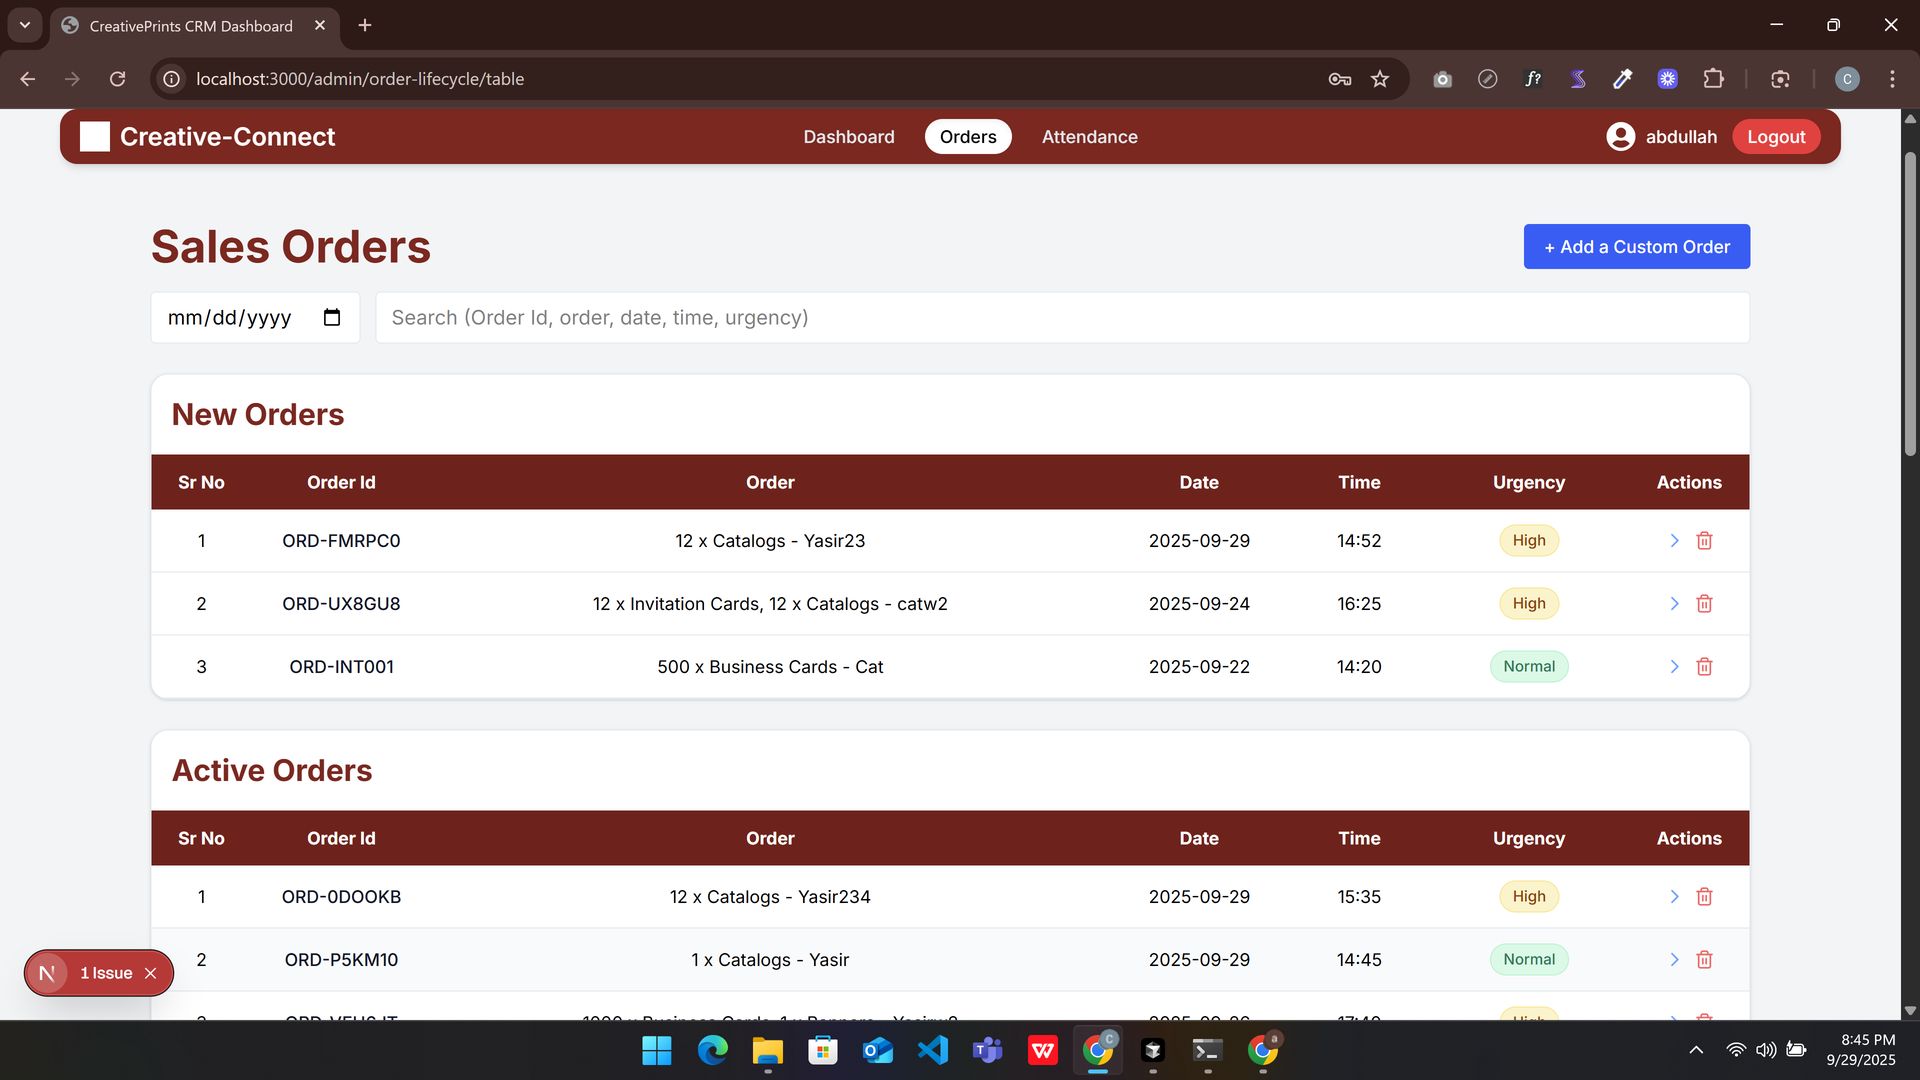 CreativePrints CRM Dashboard
localhost:3000/admin/order-lifecycle/table
f?
C
Creative-Connect
Dashboard
Orders
Attendance
abdullah
Logout
Sales Orders
+ Add a Custom Order
mm/dd/yyyy
Search (Order Id, order, date, time, urgency)
New Orders
Sr No Order Id Order Date Time Urgency Actions
1 ORD-FMRPC0 12 x Catalogs - Yasir23 2025-09-29 14:52 High
2 ORD-UX8GU8 12 x Invitation Cards, 12 x Catalogs - catw2 2025-09-24 16:25 High
3 ORD-INT001 500 x Business Cards - Cat 2025-09-22 14:20 Normal
Active Orders
Sr No Order Id Order Date Time Urgency Actions
1 ORD-0DOOKB 12 x Catalogs - Yasir234 2025-09-29 15:35 High
2 ORD-P5KM10 1 x Catalogs - Yasir 2025-09-29 14:45 Normal
N 1 Issue
8:45 PM
9/29/2025